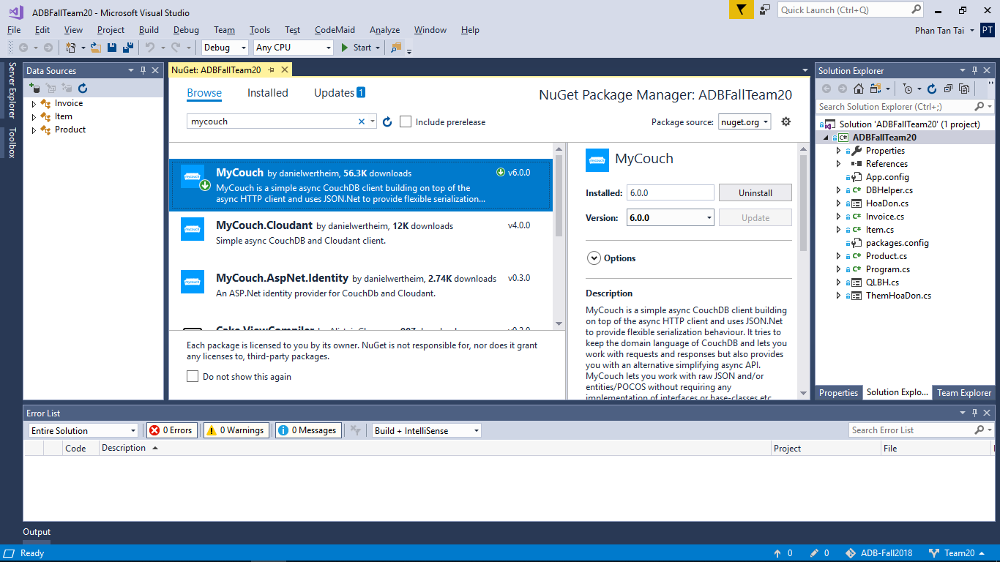 ADBFallTeam20 - Microsoft Visual Studio
Quick Launch (Ctrl+Q)
File Edit View Project Build Debug Team Tools Test CodeMaid Analyze Window Help
Phan Tan Tai PT
Debug Any CPU Start
Server Explorer
Toolbox
Data Sources
Invoice
Item
Product
NuGet: ADBFallTeam20
Browse Installed Updates 1
NuGet Package Manager: ADBFallTeam20
mycouch
Include prerelease
Package source: nuget.org
MyCouch by danielwertheim, 56.3K downloads v6.0.0
MyCouch is a simple async CouchDB client building on top of the
async HTTP client and uses JSON.Net to provide flexible serialization...
MyCouch.Cloudant by danielwertheim, 12K downloads v4.0.0
Simple async CouchDB and Cloudant client.
MyCouch.AspNet.Identity by danielwertheim, 2.74K downloads v0.3.0
An ASP.Net identity provider for CouchDb and Cloudant.
Cake.ViewCompiler
Each package is licensed to you by its owner. NuGet is not responsible for, nor does it grant
any licenses to, third-party packages.
Do not show this again
MyCouch
Installed: 6.0.0 Uninstall
Version: 6.0.0 Update
Options
Description
MyCouch is a simple async CouchDB client building
on top of the async HTTP client and uses JSON.Net
to provide flexible serialization behaviour. It tries to
keep the domain language of CouchDB and lets you
work with requests and responses but also provides
you with an alternative simplifying async API.
MyCouch lets you work with raw JSON and/or
entities/POCOS without requiring any
implementation of interfaces or base-classes etc
Solution Explorer
Search Solution Explorer (Ctrl+;)
Solution 'ADBFallTeam20' (1 project)
C# ADBFallTeam20
Properties
References
App.config
C# DBHelper.cs
HoaDon.cs
C# Invoice.cs
C# Item.cs
packages.config
C# Product.cs
C# Program.cs
QLBH.cs
ThemHoaDon.cs
Properties Solution Explo... Team Explorer
Error List
Entire Solution 0 Errors 0 Warnings 0 Messages Build + IntelliSense
Search Error List
Code Description Project File
Output
Ready 0 0 ADB-Fall2018 Team20